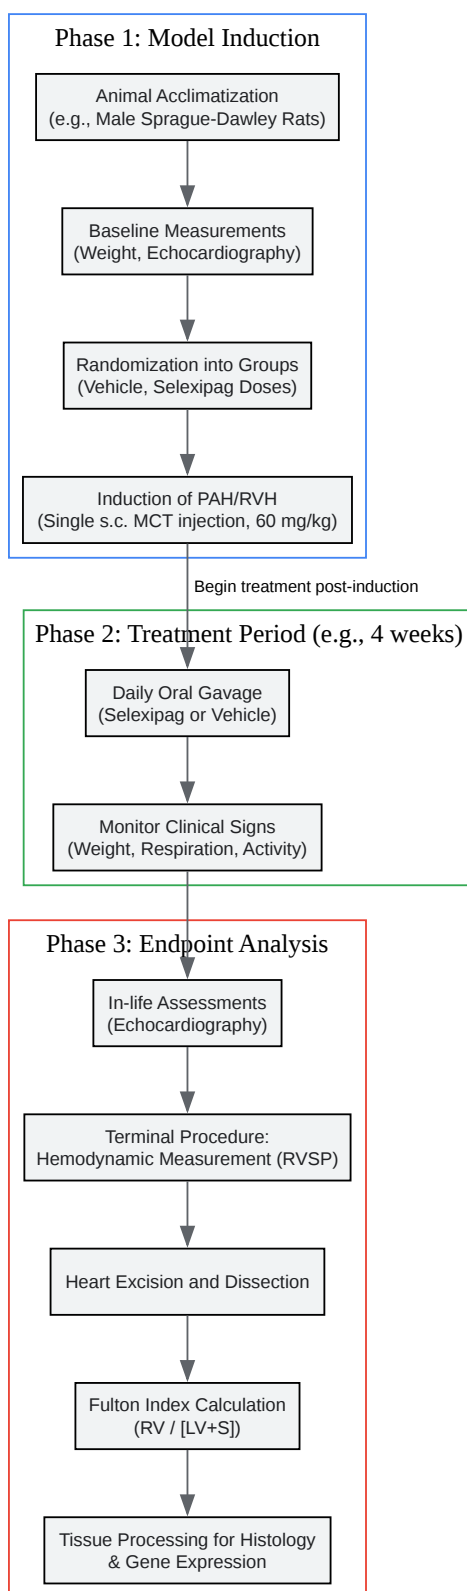 Phase 1: Model Induction
Animal Acclimatization
(e.g., Male Sprague-Dawley Rats)
Baseline Measurements
(Weight, Echocardiography)
Randomization into Groups
(Vehicle, Selexipag Doses)
Induction of PAH/RVH
(Single s.c. MCT injection, 60 mg/kg)
Begin treatment post-induction
Phase 2: Treatment Period (e.g., 4 weeks)
Daily Oral Gavage
(Selexipag or Vehicle)
Monitor Clinical Signs
(Weight, Respiration, Activity)
Phase 3: Endpoint Analysis
In-life Assessments
(Echocardiography)
Terminal Procedure:
Hemodynamic Measurement (RVSP)
Heart Excision and Dissection
Fulton Index Calculation
(RV / [LV+S])
Tissue Processing for Histology
& Gene Expression